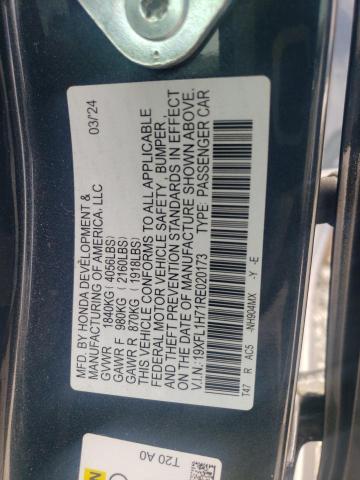 MFD. BY HONDA DEVELOPMENT & 03/'24
MANUFACTURING OF AMERICA, LLC
GVWR 1840KG (4056LBS)
GAWR F 980KG (2160LBS)
GAWR R 870KG (1918LBS)
THIS VEHICLE CONFORMS TO ALL APPLICABLE
FEDERAL MOTOR VEHICLE SAFETY, BUMPER,
AND THEFT PREVENTION STANDARDS IN EFFECT
ON THE DATE OF MANUFACTURE SHOWN ABOVE.
V.I.N.: 19XFL1H71RE020173 TYPE: PASSENGER CAR
T47 R AC5 -NH904MX -Y -E
T20 A0